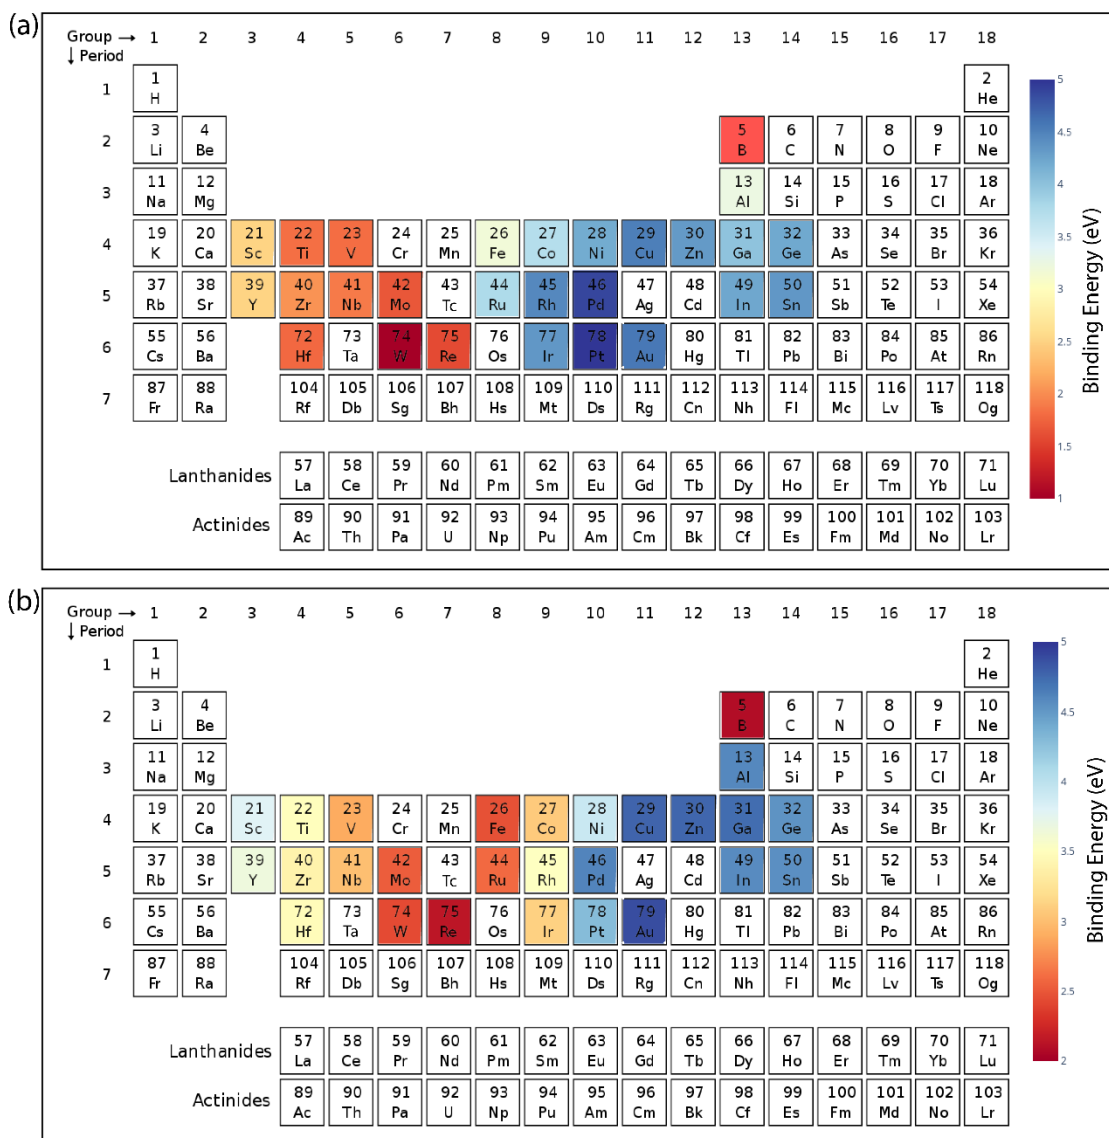 (a)
Group → 1 2 3 4 5 6 7 8 9 10 11 12 13 14 15 16 17 18
↓ Period
1 2
1 H He
3 4 5 6 7 8 9 10
2 Li Be B C N O F Ne
11 12 13 14 15 16 17 18
3 Na Mg Al Si P S Cl Ar
19 20 21 22 23 24 25 26 27 28 29 30 31 32 33 34 35 36
4 K Ca Sc Ti V Cr Mn Fe Co Ni Cu Zn Ga Ge As Se Br Kr
37 38 39 40 41 42 43 44 45 46 47 48 49 50 51 52 53 54
5 Rb Sr Y Zr Nb Mo Tc Ru Rh Pd Ag Cd In Sn Sb Te I Xe
55 56 72 73 74 75 76 77 78 79 80 81 82 83 84 85 86
6 Cs Ba Hf Ta W Re Os Ir Pt Au Hg Tl Pb Bi Po At Rn
87 88 104 105 106 107 108 109 110 111 112 113 114 115 116 117 118
7 Fr Ra Rf Db Sg Bh Hs Mt Ds Rg Cn Nh Fl Mc Lv Ts Og
57 58 59 60 61 62 63 64 65 66 67 68 69 70 71
Lanthanides La Ce Pr Nd Pm Sm Eu Gd Tb Dy Ho Er Tm Yb Lu
89 90 91 92 93 94 95 96 97 98 99 100 101 102 103
Actinides Ac Th Pa U Np Pu Am Cm Bk Cf Es Fm Md No Lr
5
4.5
4
3.5
3
2.5
2
1.5
1
Binding Energy (eV)
(b)
Group → 1 2 3 4 5 6 7 8 9 10 11 12 13 14 15 16 17 18
↓ Period
1 2
1 H He
3 4 5 6 7 8 9 10
2 Li Be B C N O F Ne
11 12 13 14 15 16 17 18
3 Na Mg Al Si P S Cl Ar
19 20 21 22 23 24 25 26 27 28 29 30 31 32 33 34 35 36
4 K Ca Sc Ti V Cr Mn Fe Co Ni Cu Zn Ga Ge As Se Br Kr
37 38 39 40 41 42 43 44 45 46 47 48 49 50 51 52 53 54
5 Rb Sr Y Zr Nb Mo Tc Ru Rh Pd Ag Cd In Sn Sb Te I Xe
55 56 72 73 74 75 76 77 78 79 80 81 82 83 84 85 86
6 Cs Ba Hf Ta W Re Os Ir Pt Au Hg Tl Pb Bi Po At Rn
87 88 104 105 106 107 108 109 110 111 112 113 114 115 116 117 118
7 Fr Ra Rf Db Sg Bh Hs Mt Ds Rg Cn Nh Fl Mc Lv Ts Og
57 58 59 60 61 62 63 64 65 66 67 68 69 70 71
Lanthanides La Ce Pr Nd Pm Sm Eu Gd Tb Dy Ho Er Tm Yb Lu
89 90 91 92 93 94 95 96 97 98 99 100 101 102 103
Actinides Ac Th Pa U Np Pu Am Cm Bk Cf Es Fm Md No Lr
5
4.5
4
3.5
3
2.5
2
Binding Energy (eV)